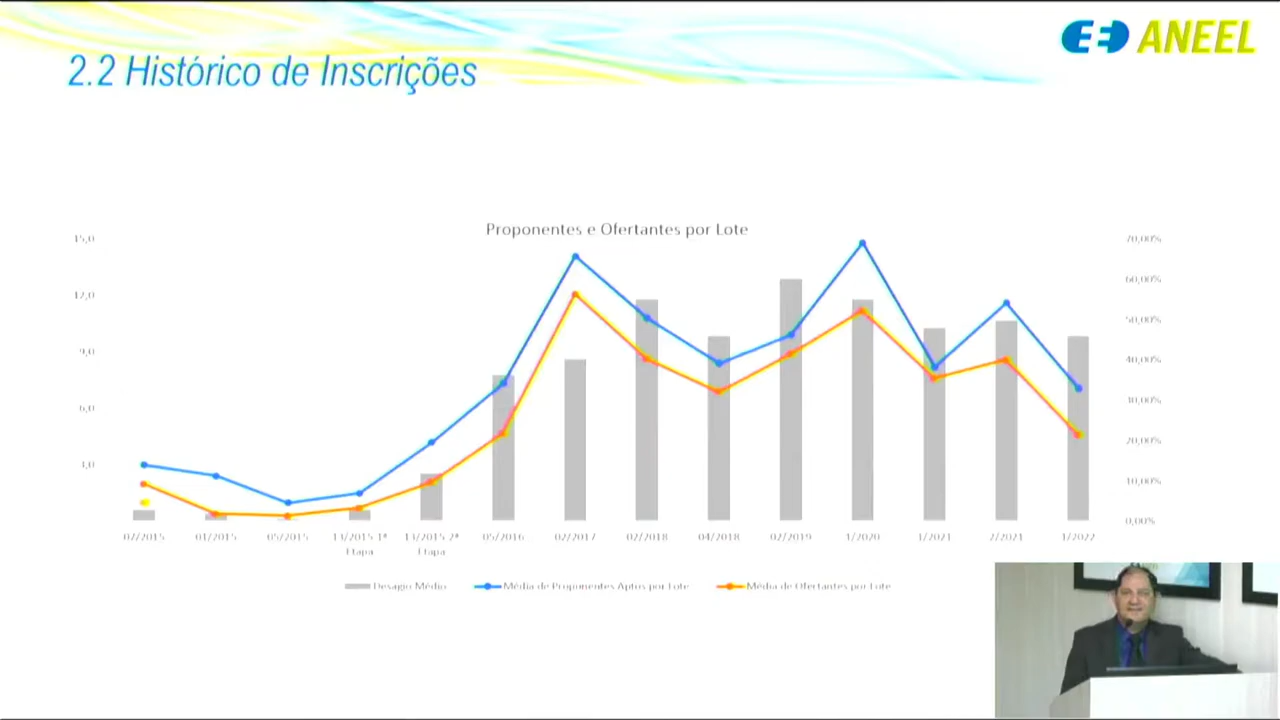 ANEEL
2.2 Histórico de Inscrições
Proponentes e Ofertantes por Lote
15,0
12,0
9,0
6,0
3,0
70,00%
60,00%
50,00%
40,00%
30,00%
20,00%
10,00%
0,00%
02/2015 01/2015 05/2015 13/2015 1ª Etapa 13/2015 2ª Etapa 05/2016 02/2017 02/2018 04/2018 02/2019 1/2020 1/2021 2/2021 1/2022
Deságio Médio Média de Proponentes Aptos por Lote Média de Ofertantes por Lote